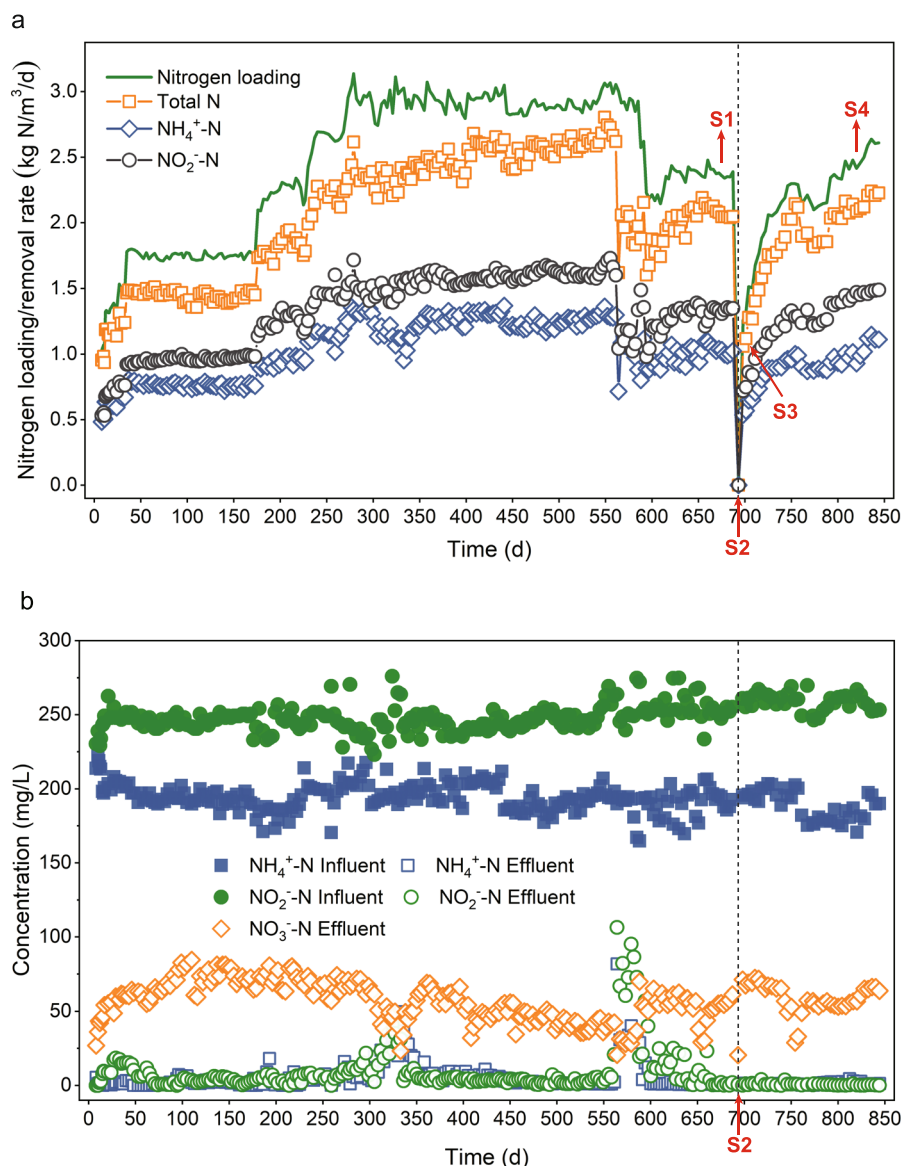 a
Nitrogen loading/removal rate (kg N/m³/d)
3.0
2.5
2.0
1.5
1.0
0.5
0.0
Nitrogen loading
Total N
NH₄⁺-N
NO₂⁻-N
S1
S4
S3
0 50 100 150 200 250 300 350 400 450 500 550 600 650 700 750 800 850
Time (d)
S2
b
Concentration (mg/L)
300
250
200
150
100
50
0
NH₄⁺-N Influent
NH₄⁺-N Effluent
NO₂⁻-N Influent
NO₂⁻-N Effluent
NO₃⁻-N Effluent
0 50 100 150 200 250 300 350 400 450 500 550 600 650 700 750 800 850
Time (d)
S2